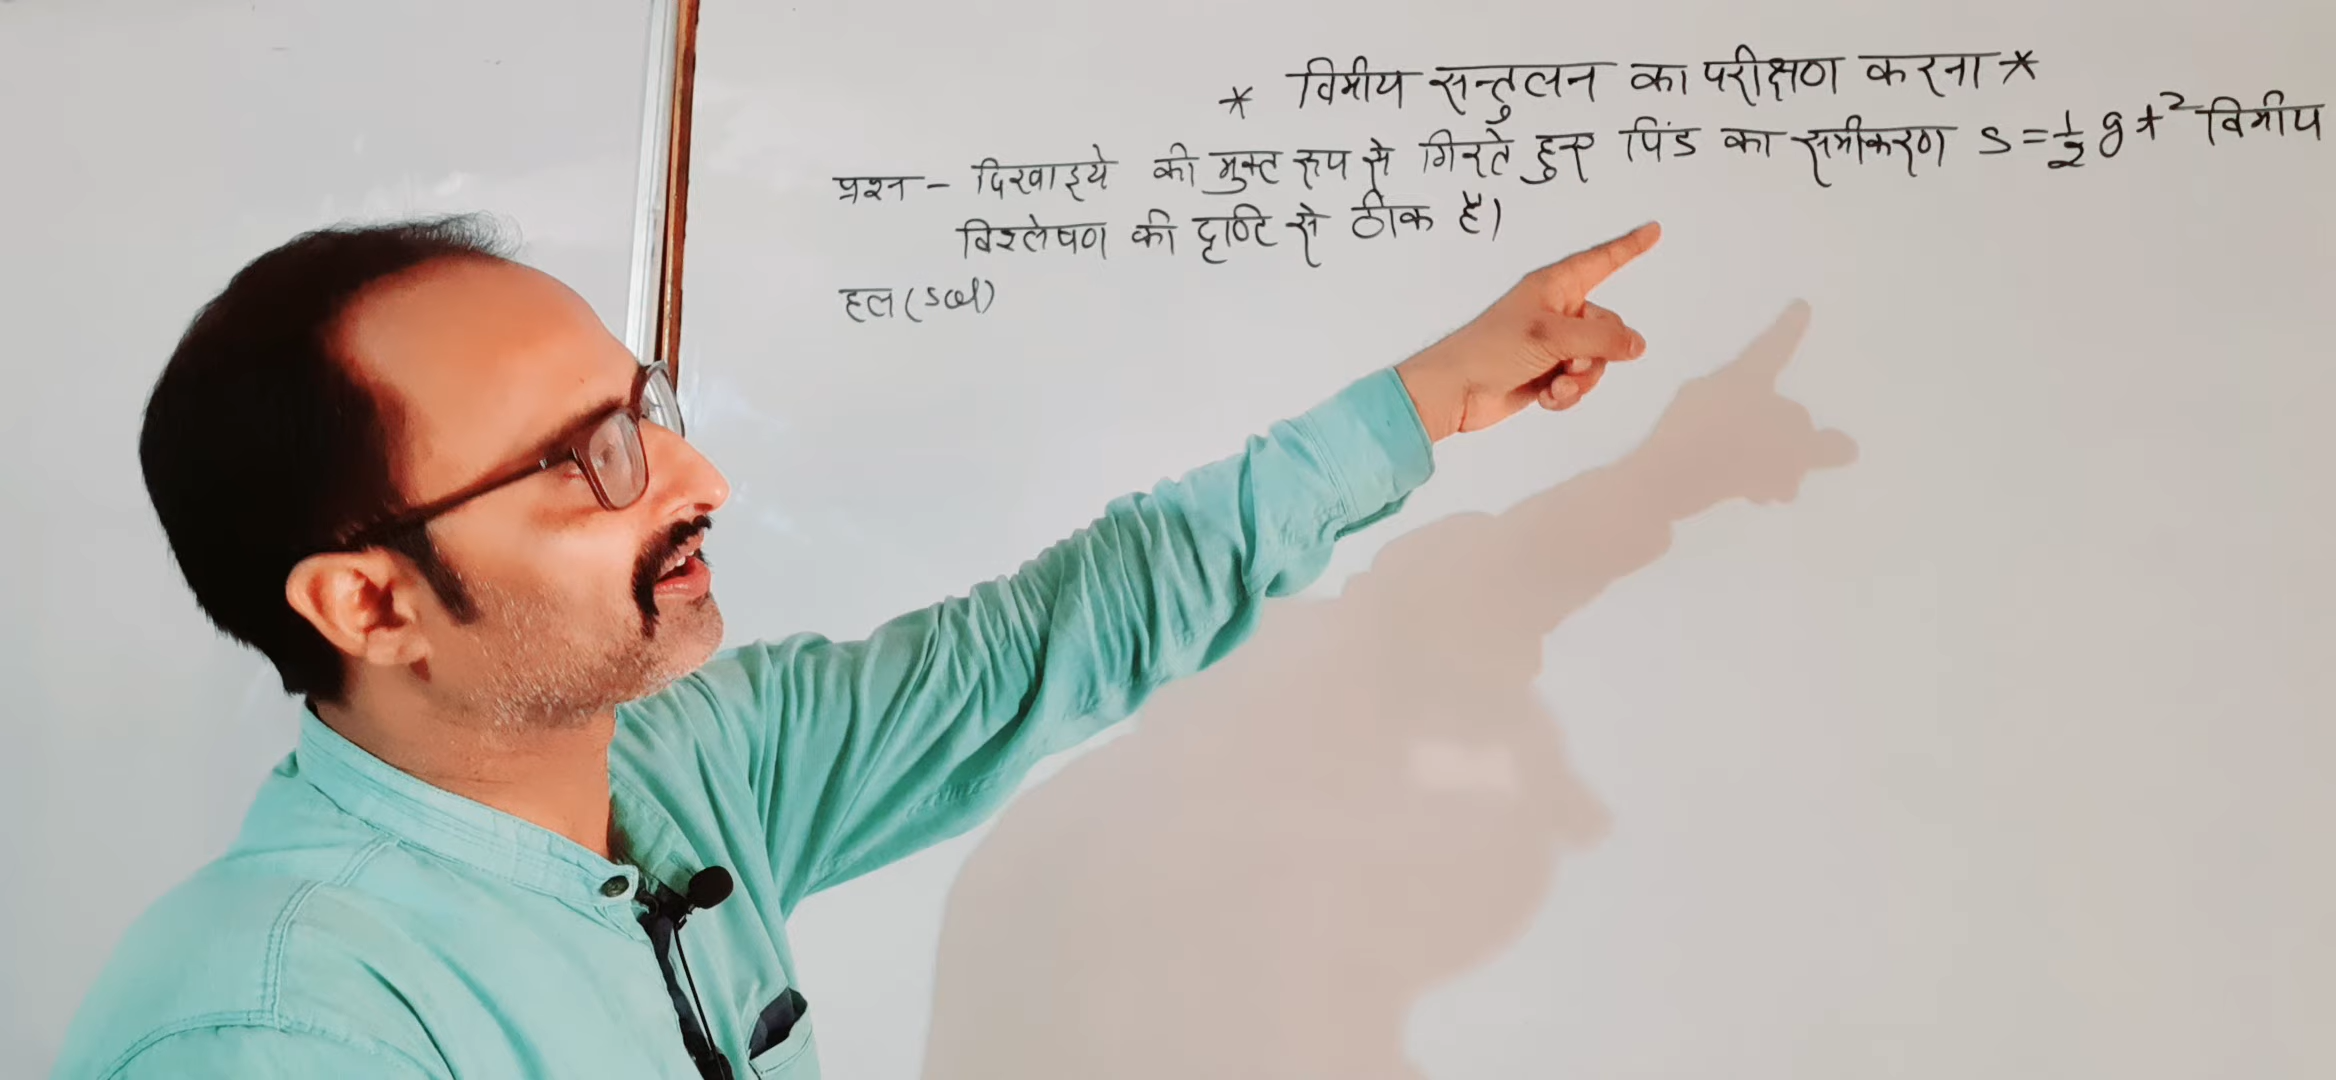 * विमीय सन्तुलन का परीक्षण करना *
प्रश्न - दिखाइये की मुक्त रूप से गिरते हुए पिंड का समीकरण s = 1/2 g t² विमीय
विश्लेषण की दृष्टि से ठीक है।
हल (sol)